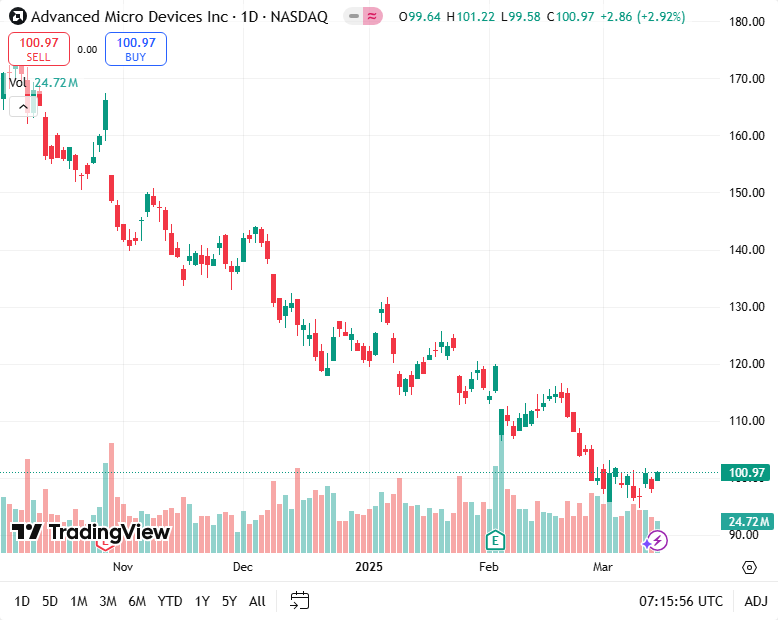 Advanced Micro Devices Inc · 1D · NASDAQ O99.64 H101.22 L99.58 C100.97 +2.86 (+2.92%)
100.97 SELL 0.00 100.97 BUY
Vol 24.72M
180.00
170.00
160.00
150.00
140.00
130.00
120.00
110.00
100.97
24.72M
90.00
TradingView
E
Nov Dec 2025 Feb Mar
1D 5D 1M 3M 6M YTD 1Y 5Y All 07:15:56 UTC ADJ